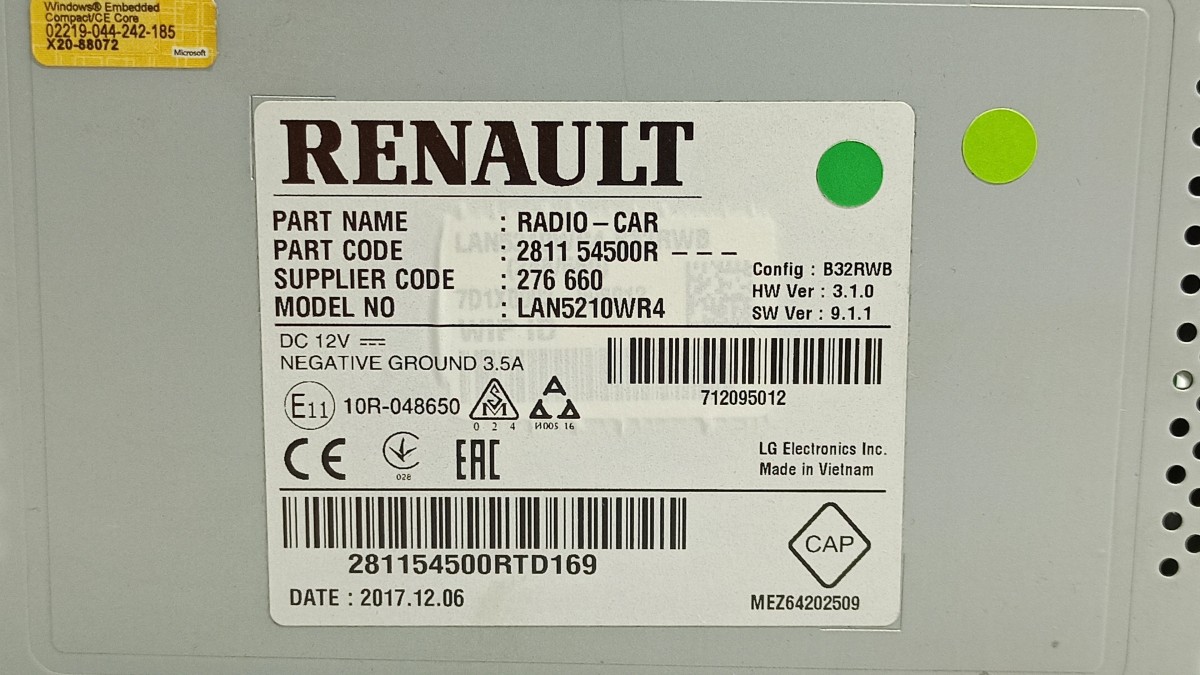 Windows® Embedded
Compact/CE Core
02219-044-242-185
X20-88072
Microsoft
RENAULT
PART NAME : RADIO-CAR
PART CODE : 2811 54500R ---
SUPPLIER CODE : 276 660
MODEL NO : LAN5210WR4
Config : B32RWB
HW Ver : 3.1.0
SW Ver : 9.1.1
DC 12V
NEGATIVE GROUND 3.5A
712095012
E11 10R-048650
SM
0 2 4
И005 16
CE
028
EAC
LG Electronics Inc.
Made in Vietnam
281154500RTD169
CAP
DATE : 2017.12.06
MEZ64202509